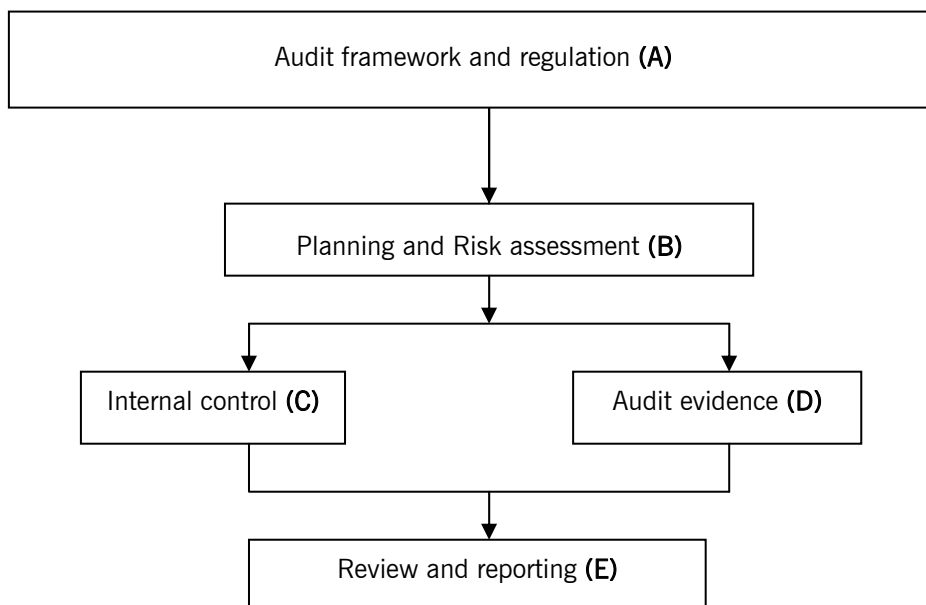 Audit framework and regulation (A)
Planning and Risk assessment (B)
Internal control (C)
Audit evidence (D)
Review and reporting (E)